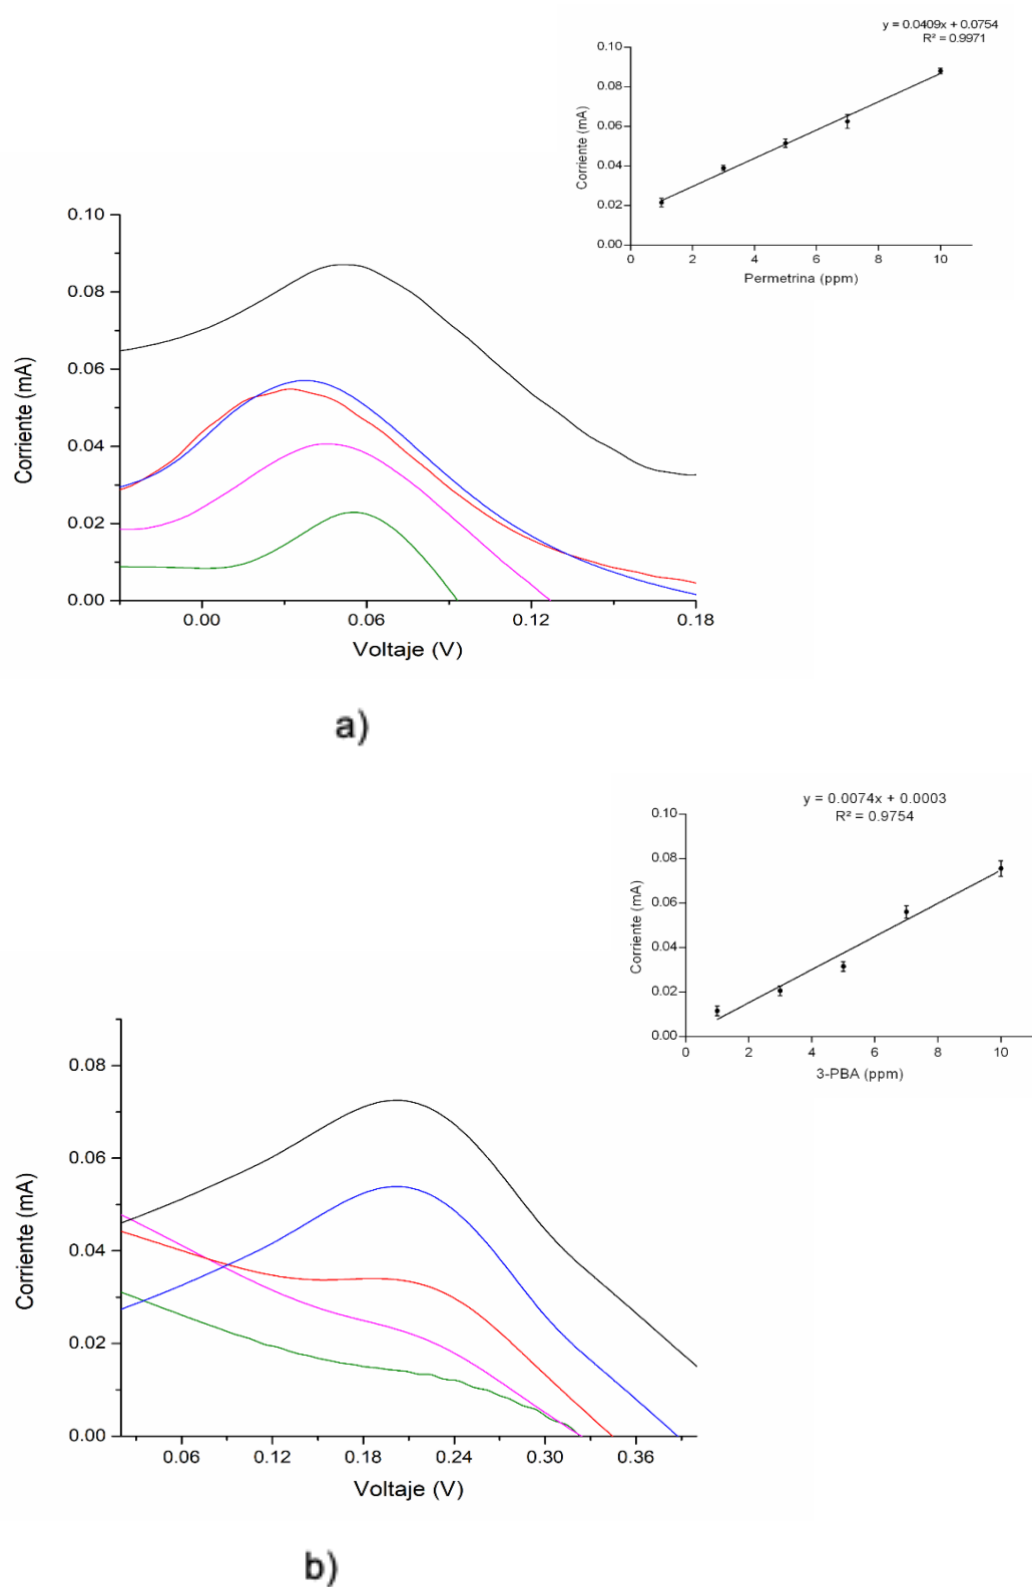 y = 0.0409x + 0.0754
R² = 0.9971
0.10
0.08
0.06
0.04
0.02
0.00
Corriente (mA)
0 2 4 6 8 10
Permetrina (ppm)
0.10
0.08
0.06
0.04
0.02
0.00
Corriente (mA)
0.00 0.06 0.12 0.18
Voltaje (V)
a)
y = 0.0074x + 0.0003
R² = 0.9754
0.10
0.08
0.06
0.04
0.02
0.00
Corriente (mA)
0 2 4 6 8 10
3-PBA (ppm)
0.08
0.06
0.04
0.02
0.00
Corriente (mA)
0.06 0.12 0.18 0.24 0.30 0.36
Voltaje (V)
b)